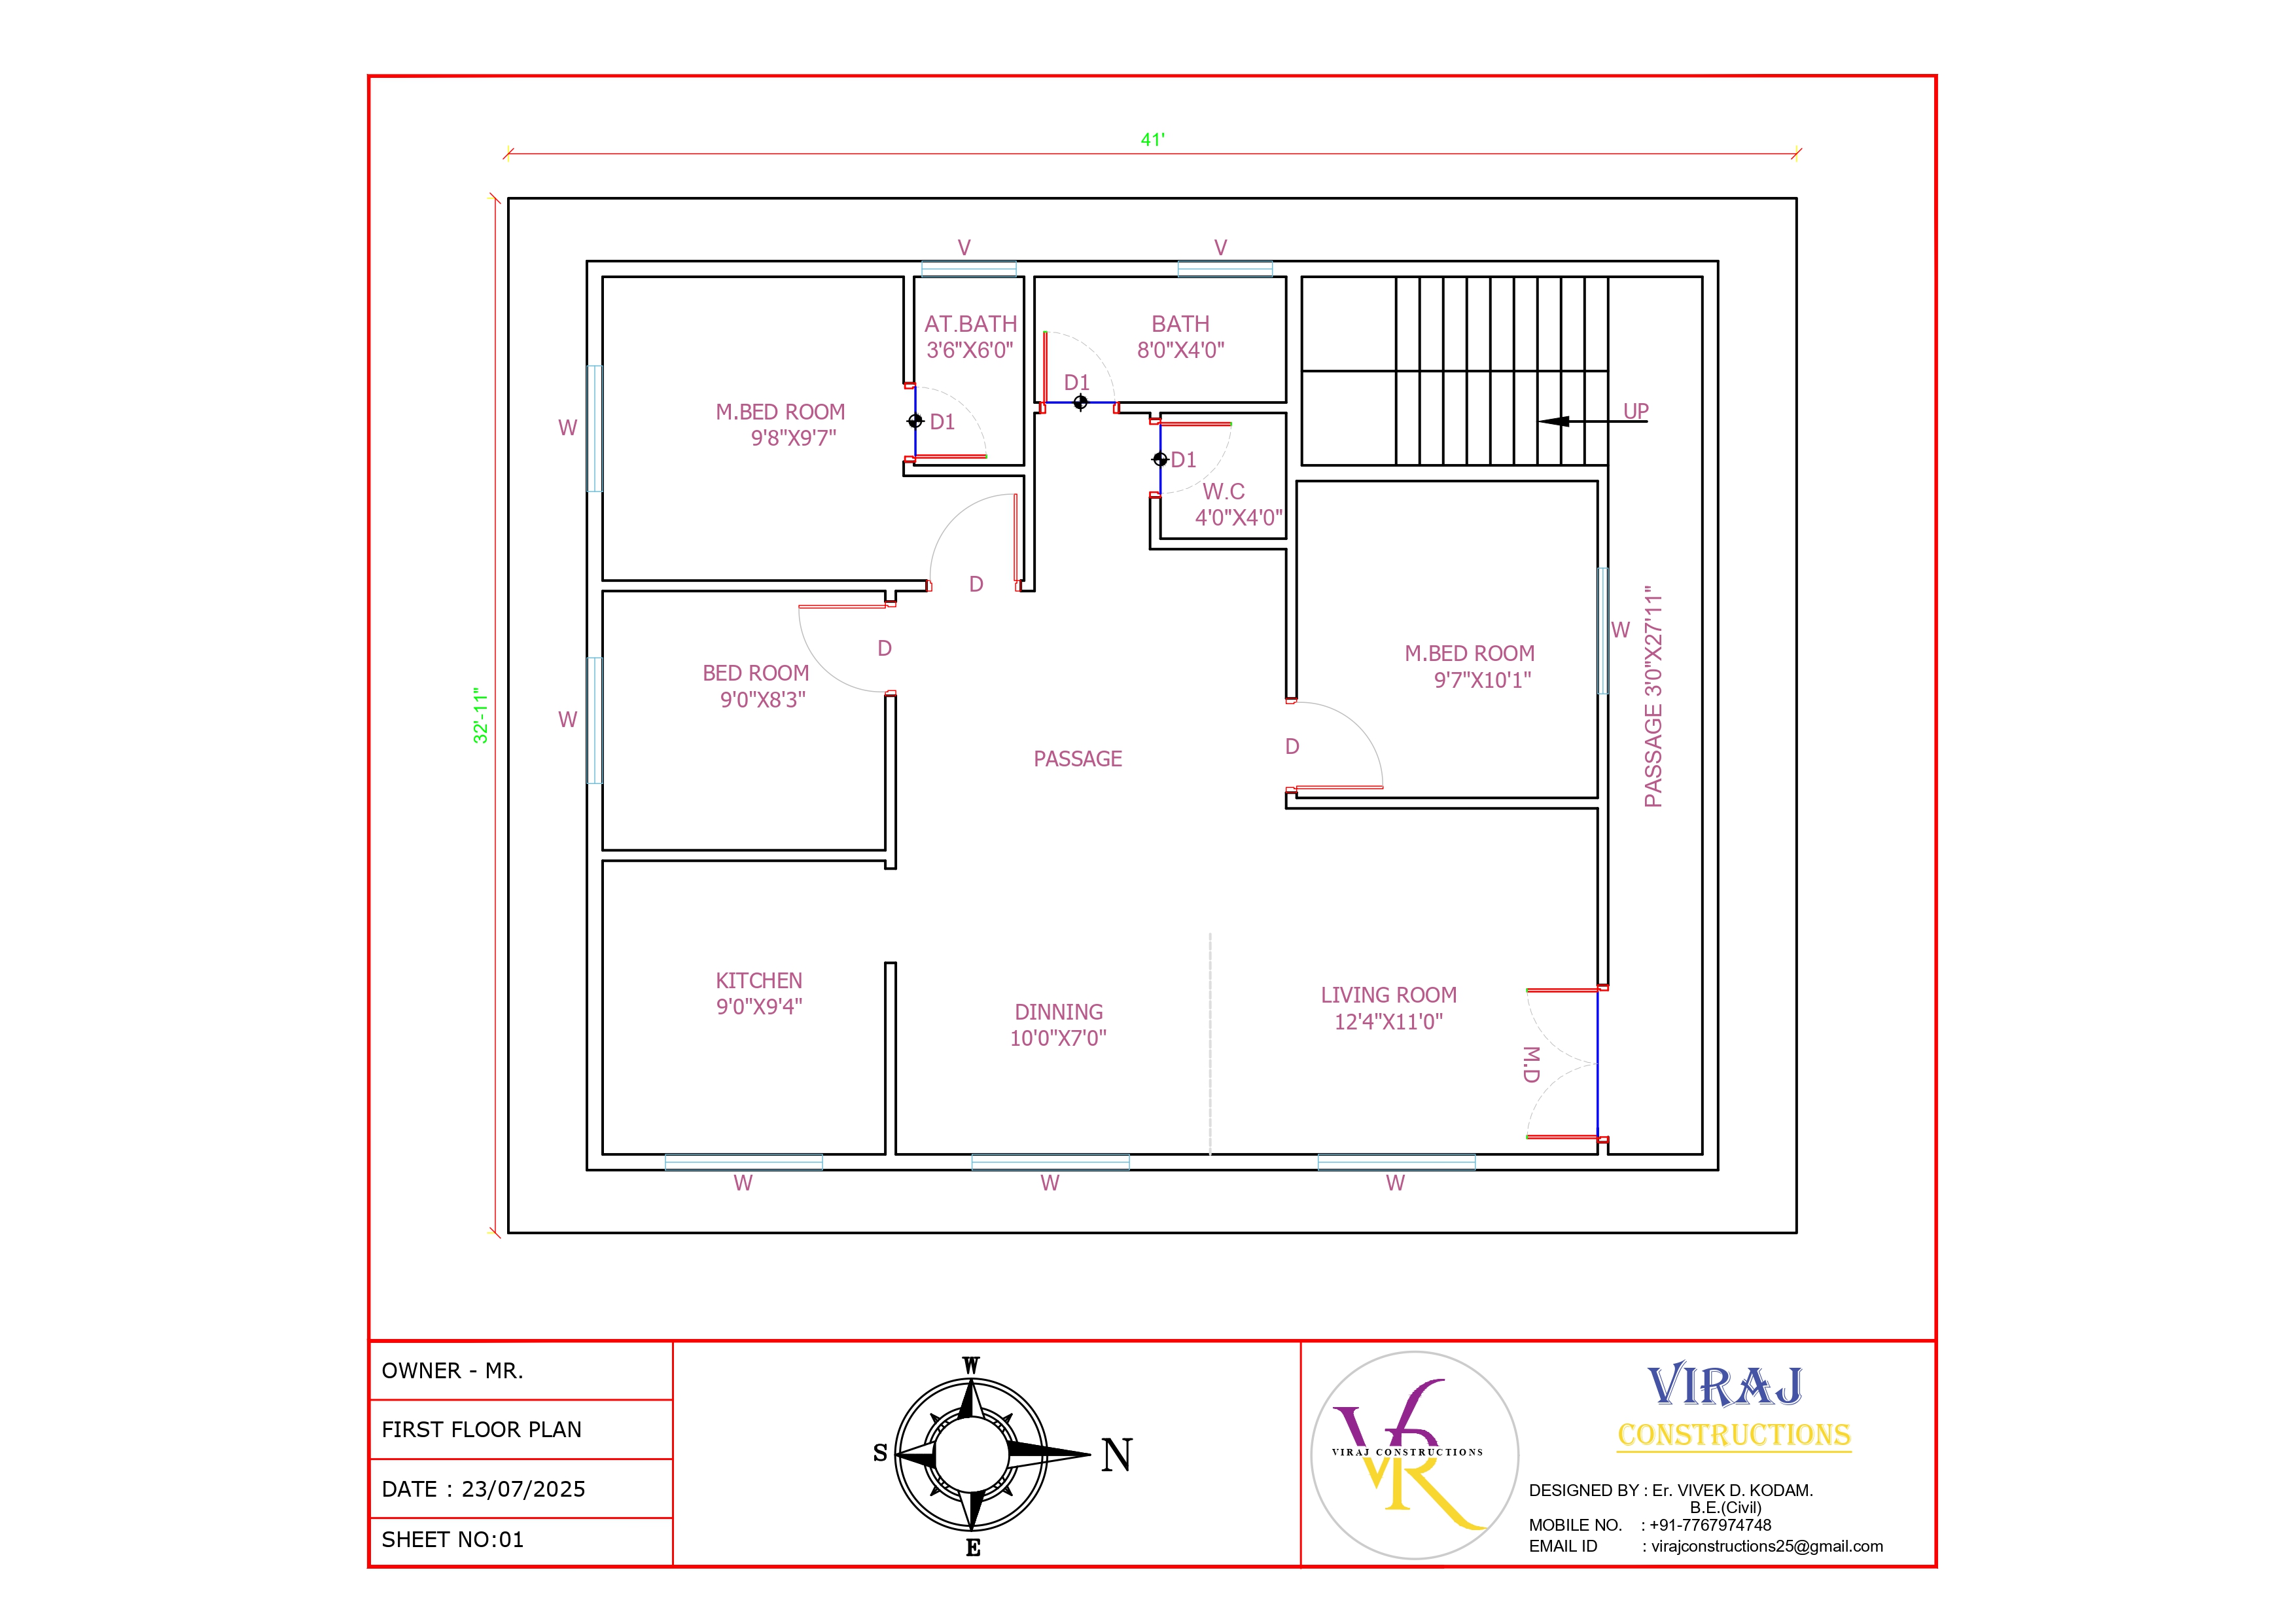 41'
V
V
AT.BATH
3'6"X6'0"
BATH
8'0"X4'0"
D1
M.BED ROOM
9'8"X9'7"
W
D1
UP
D1
W.C
4'0"X4'0"
D
D
BED ROOM
9'0"X8'3"
W
32'-11"
M.BED ROOM
9'7"X10'1"
W
PASSAGE 3'0"X27'11"
D
PASSAGE
KITCHEN
9'0"X9'4"
DINNING
10'0"X7'0"
LIVING ROOM
12'4"X11'0"
M.D
W
W
W
OWNER - MR.
FIRST FLOOR PLAN
DATE : 23/07/2025
SHEET NO:01
W
S
N
E
VR
VIRAJ CONSTRUCTIONS
VR
VIRAJ
CONSTRUCTIONS
DESIGNED BY : Er. VIVEK D. KODAM.
B.E.(Civil)
MOBILE NO. : +91-7767974748
EMAIL ID : virajconstructions25@gmail.com